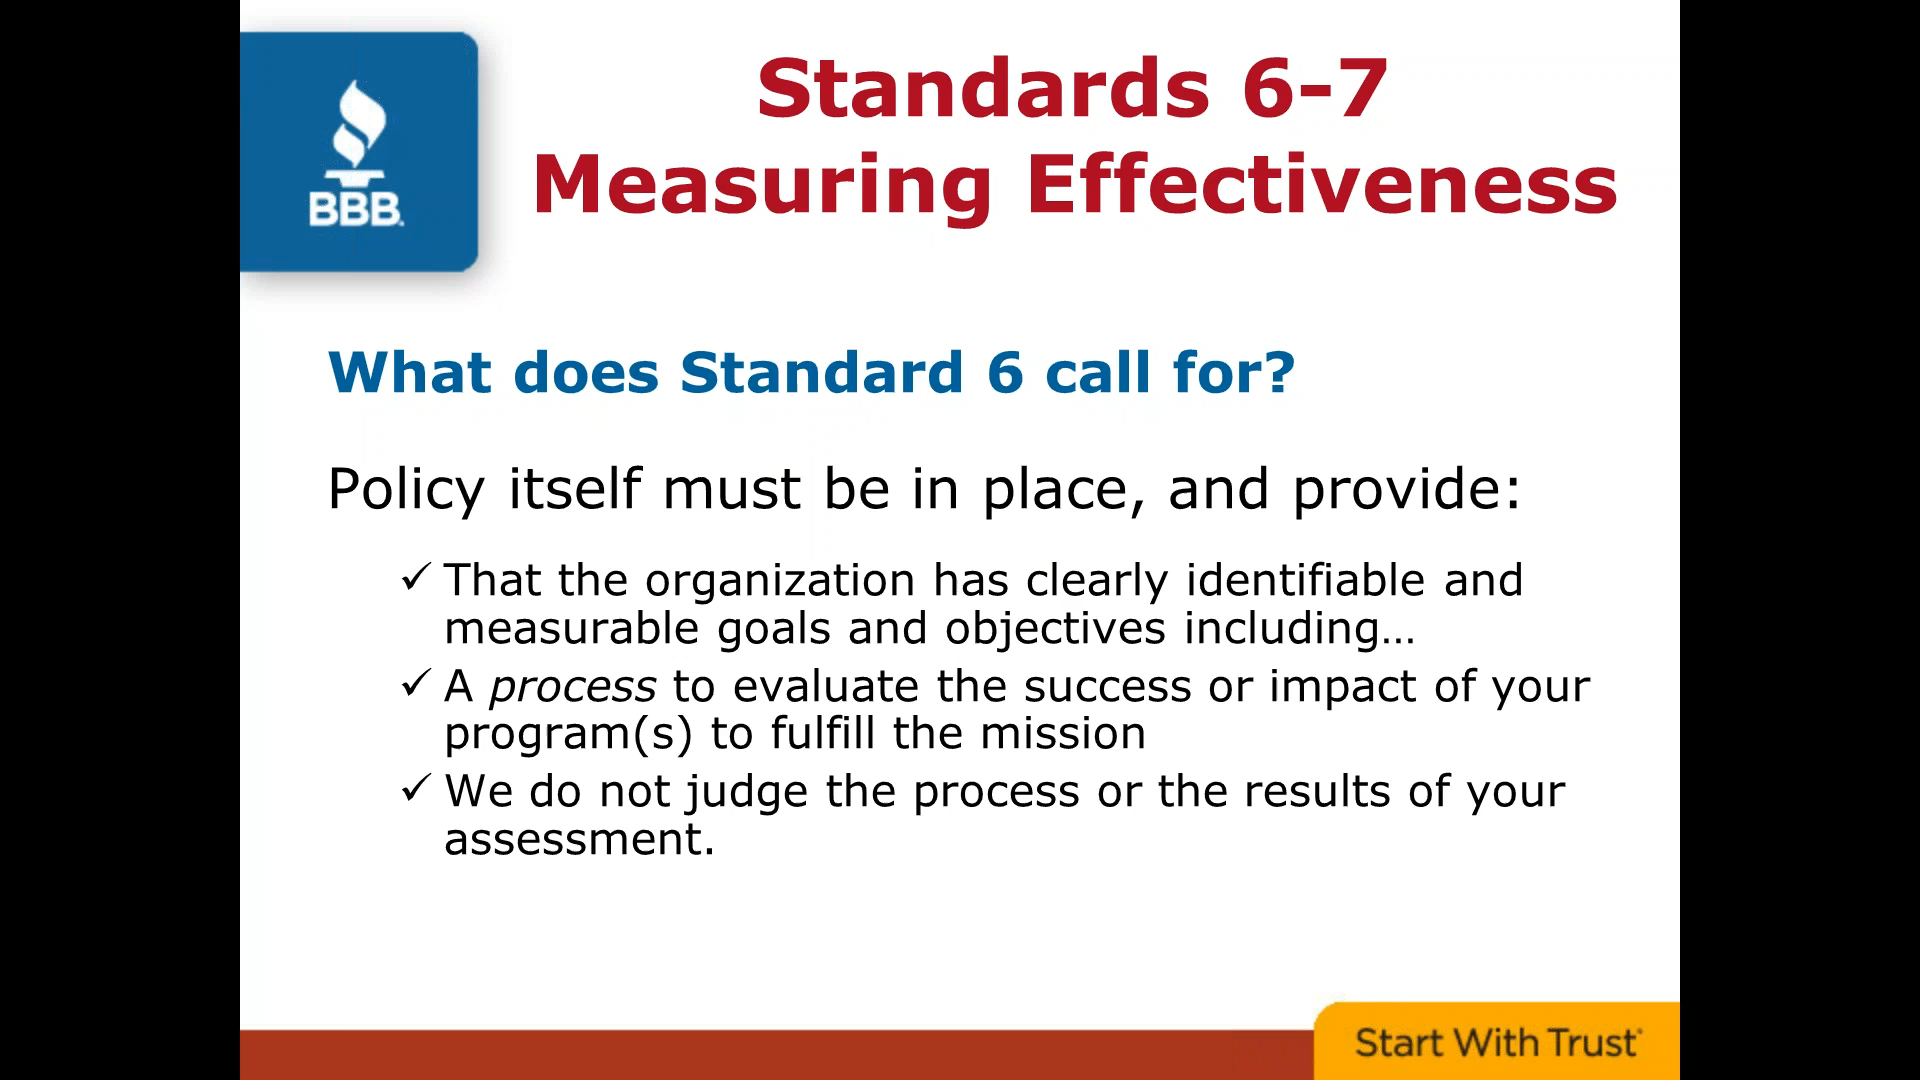 BBB.
Standards 6-7
Measuring Effectiveness
What does Standard 6 call for?
Policy itself must be in place, and provide:
✓ That the organization has clearly identifiable and
measurable goals and objectives including…
✓ A process to evaluate the success or impact of your
program(s) to fulfill the mission
✓ We do not judge the process or the results of your
assessment.
Start With Trust